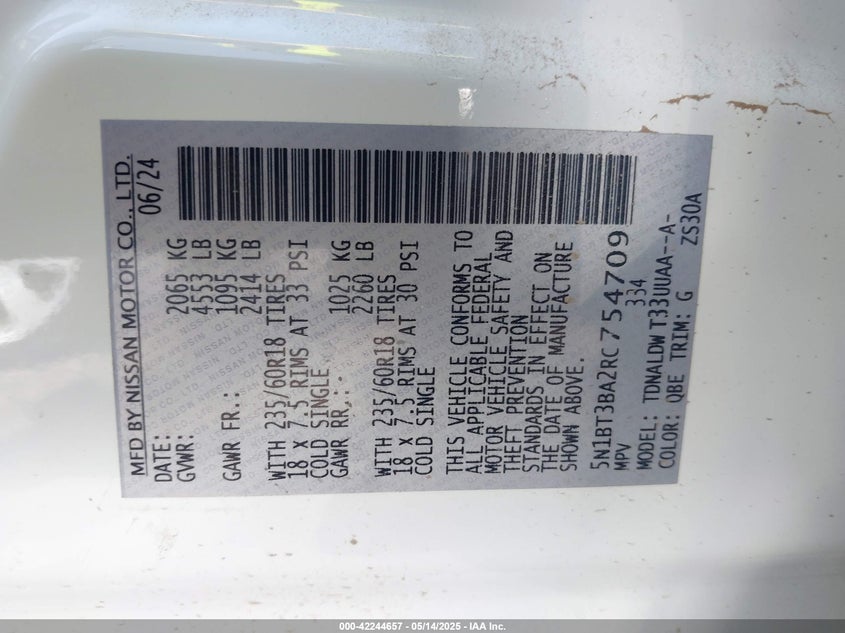 MFD BY NISSAN MOTOR CO., LTD.
DATE: 06/24
GVWR: 2065 KG
4553 LB
GAWR FR.: 1095 KG
2414 LB
WITH 235/60R18 TIRES
18 X 7.5 RIMS AT 33 PSI
COLD SINGLE
GAWR RR.: 1025 KG
2260 LB
WITH 235/60R18 TIRES
18 X 7.5 RIMS AT 30 PSI
COLD SINGLE
THIS VEHICLE CONFORMS TO
ALL APPLICABLE FEDERAL
MOTOR VEHICLE SAFETY AND
THEFT PREVENTION
STANDARDS IN EFFECT ON
THE DATE OF MANUFACTURE
SHOWN ABOVE.
5N1BT3BA2RC754709
MPV 334
MODEL: TDNALDW T33UUAA--A-
COLOR: QBE TRIM: G ZS30A
000-42244657 - 05/14/2025 - IAA Inc.